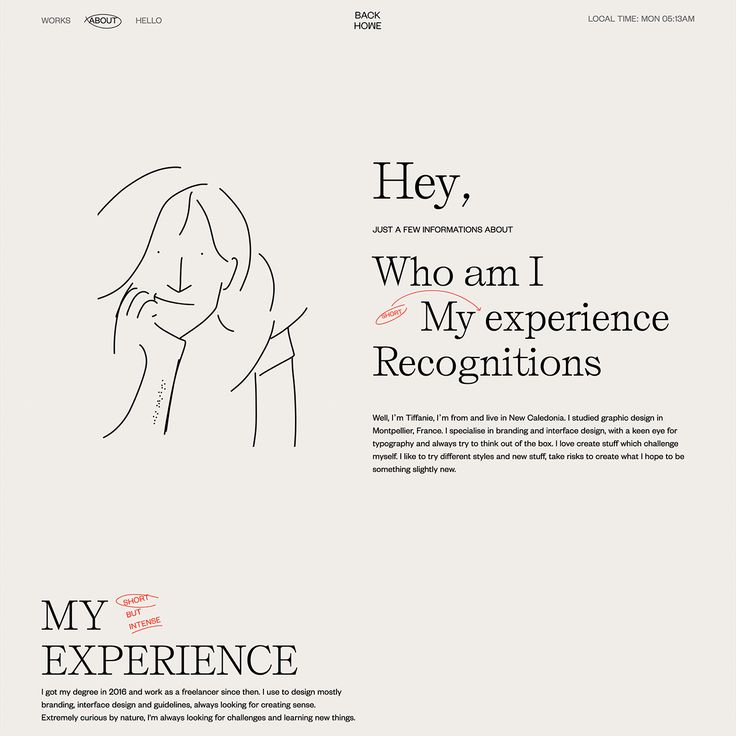 WORKS ABOUT HELLO
BACK
HOME
LOCAL TIME: MON 05:13AM
Hey,
JUST A FEW INFORMATIONS ABOUT
Who am I
SHORT My experience
Recognitions
Well, I'm Tiffanie, I'm from and live in New Caledonia. I studied graphic design in
Montpellier, France. I specialise in branding and interface design, with a keen eye for
typography and always try to think out of the box. I love create stuff which challenge
myself. I like to try different styles and new stuff, take risks to create what I hope to be
something slightly new.
MY SHORT
BUT
INTENSE
EXPERIENCE
I got my degree in 2016 and work as a freelancer since then. I use to design mostly
branding, interface design and guidelines, always looking for creating sense.
Extremely curious by nature, I'm always looking for challenges and learning new things.